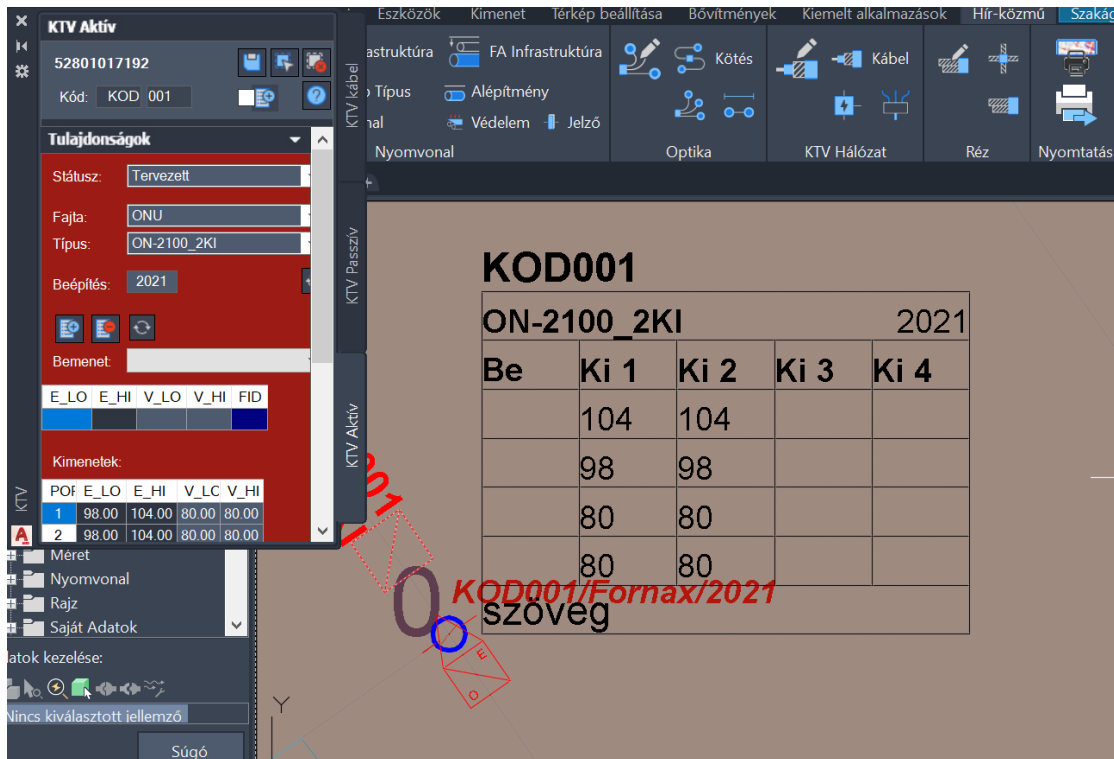 Eszközök Kimenet Térkép beállítása Bővítmények Kiemelt alkalmazások Hír-közmű Szakág
KTV Aktív
52801017192
Kód: KOD 001
Tulajdonságok
Státusz: Tervezett
Fajta: ONU
Típus: ON-2100_2KI
Beépítés: 2021
Bemenet:
E_LO E_HI V_LO V_HI FID
Kimenetek:
E_LO E_HI V_LC V_HI
1 98.00 104.00 80.00 80.00
2 98.00 104.00 80.00 80.00
KTV kábel
KTV Passzív
KTV Aktív
KTV
astruktúra FA Infrastruktúra
Típus Alépítmény
Védelem Jelző
Nyomvonal
Kötés
Optika
Kábel
KTV Hálózat
Réz
Nyomtatás
Méret
Nyomvonal
Rajz
Saját Adatok
latok kezelése:
Nincs kiválasztott jellemző
Súgó
KOD001
ON-2100_2KI 2021
Be Ki 1 Ki 2 Ki 3 Ki 4
104 104
98 98
80 80
80 80
szöveg
KOD001/Fornax/2021
001
0
E
O
Y